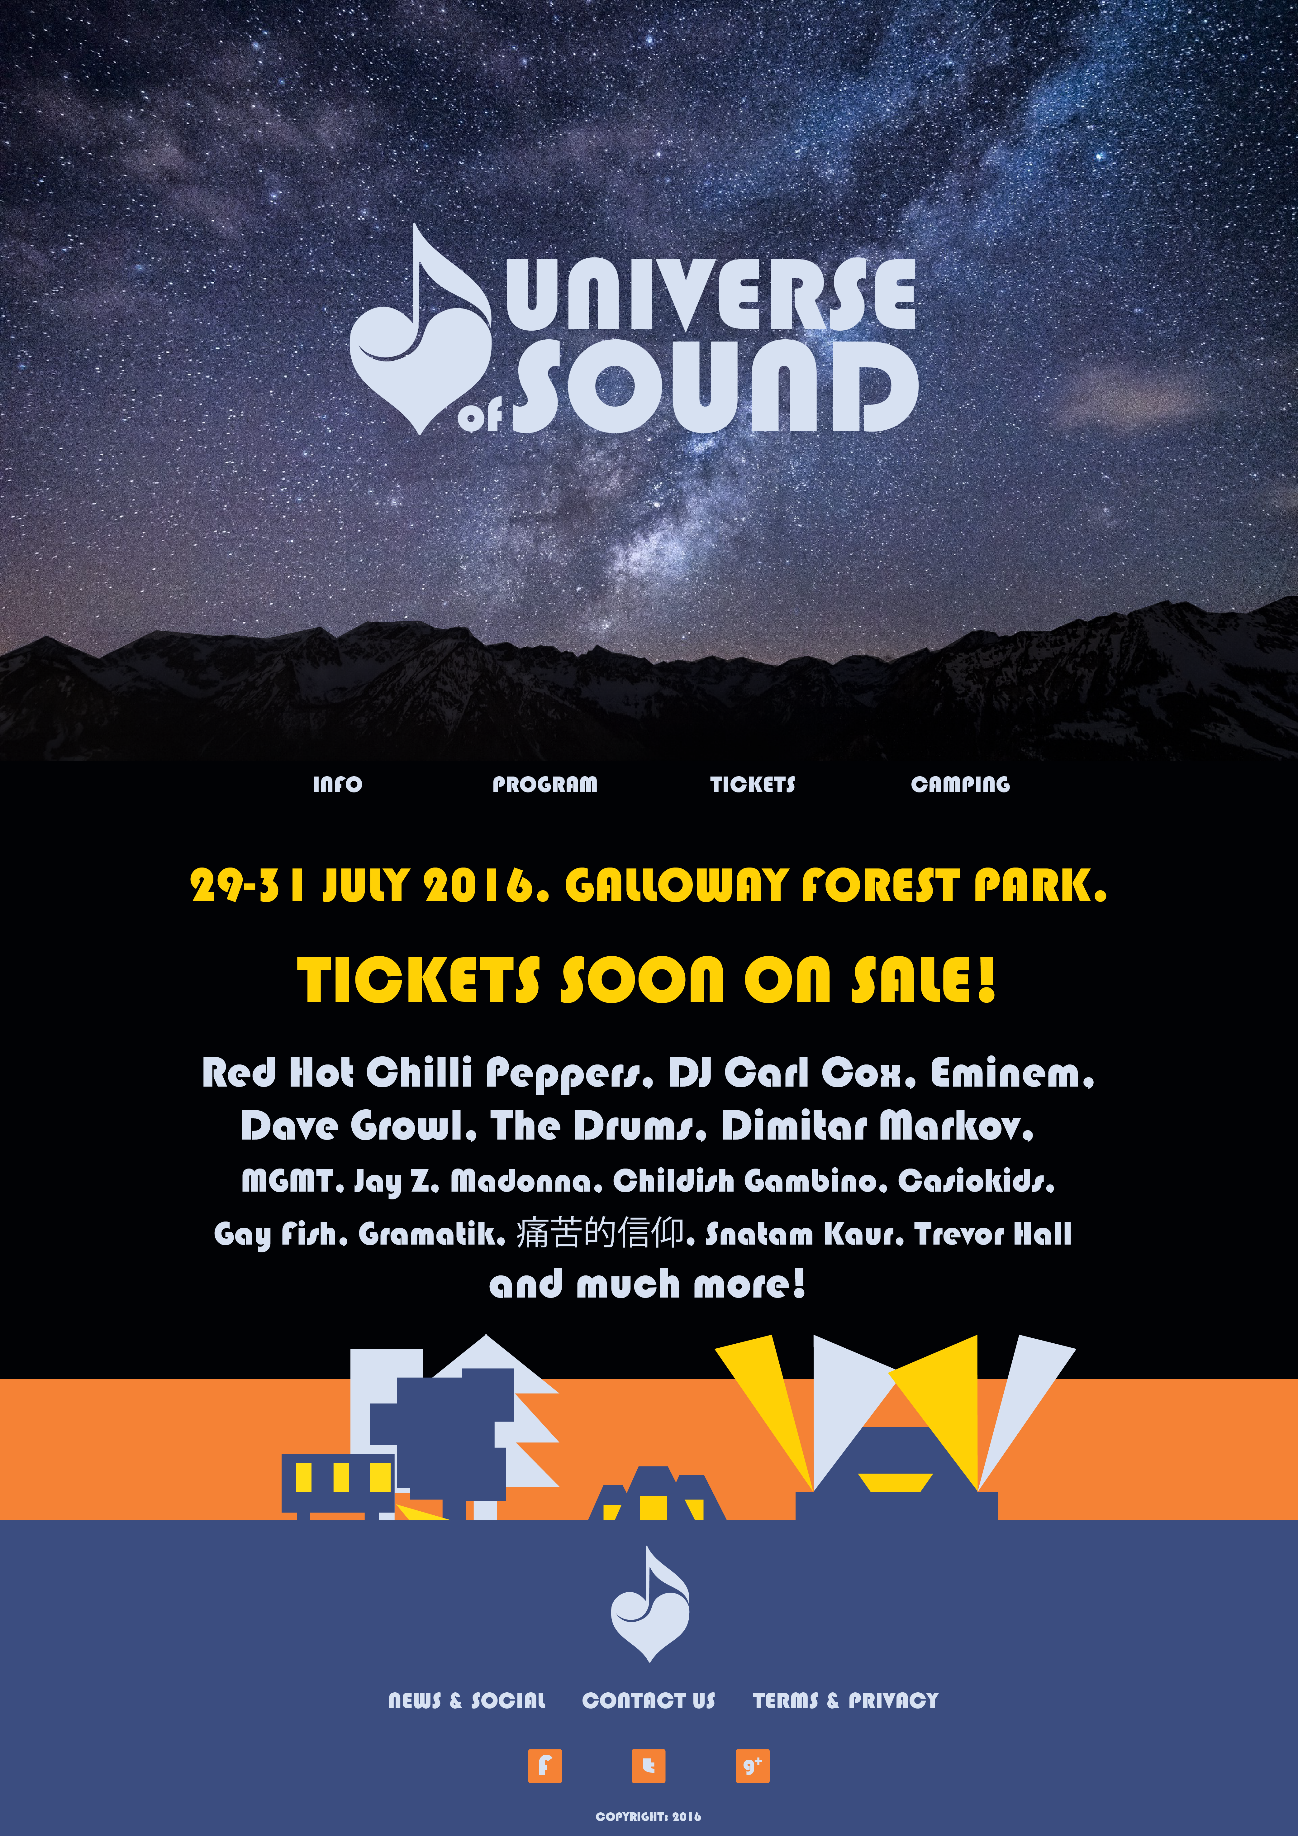 UNIVERSE
of SOUND
INFO PROGRAM TICKETS CAMPING
29-31 JULY 2016. GALLOWAY FOREST PARK.
TICKETS SOON ON SALE!
Red Hot Chilli Peppers, DJ Carl Cox, Eminem,
Dave Growl, The Drums, Dimitar Markov,
MGMT, Jay Z, Madonna, Childish Gambino, Casiokids,
Gay Fish, Gramatik, 痛苦的信仰, Snatam Kaur, Trevor Hall
and much more!
NEWS & SOCIAL CONTACT US TERMS & PRIVACY
f t g+
COPYRIGHT: 2016